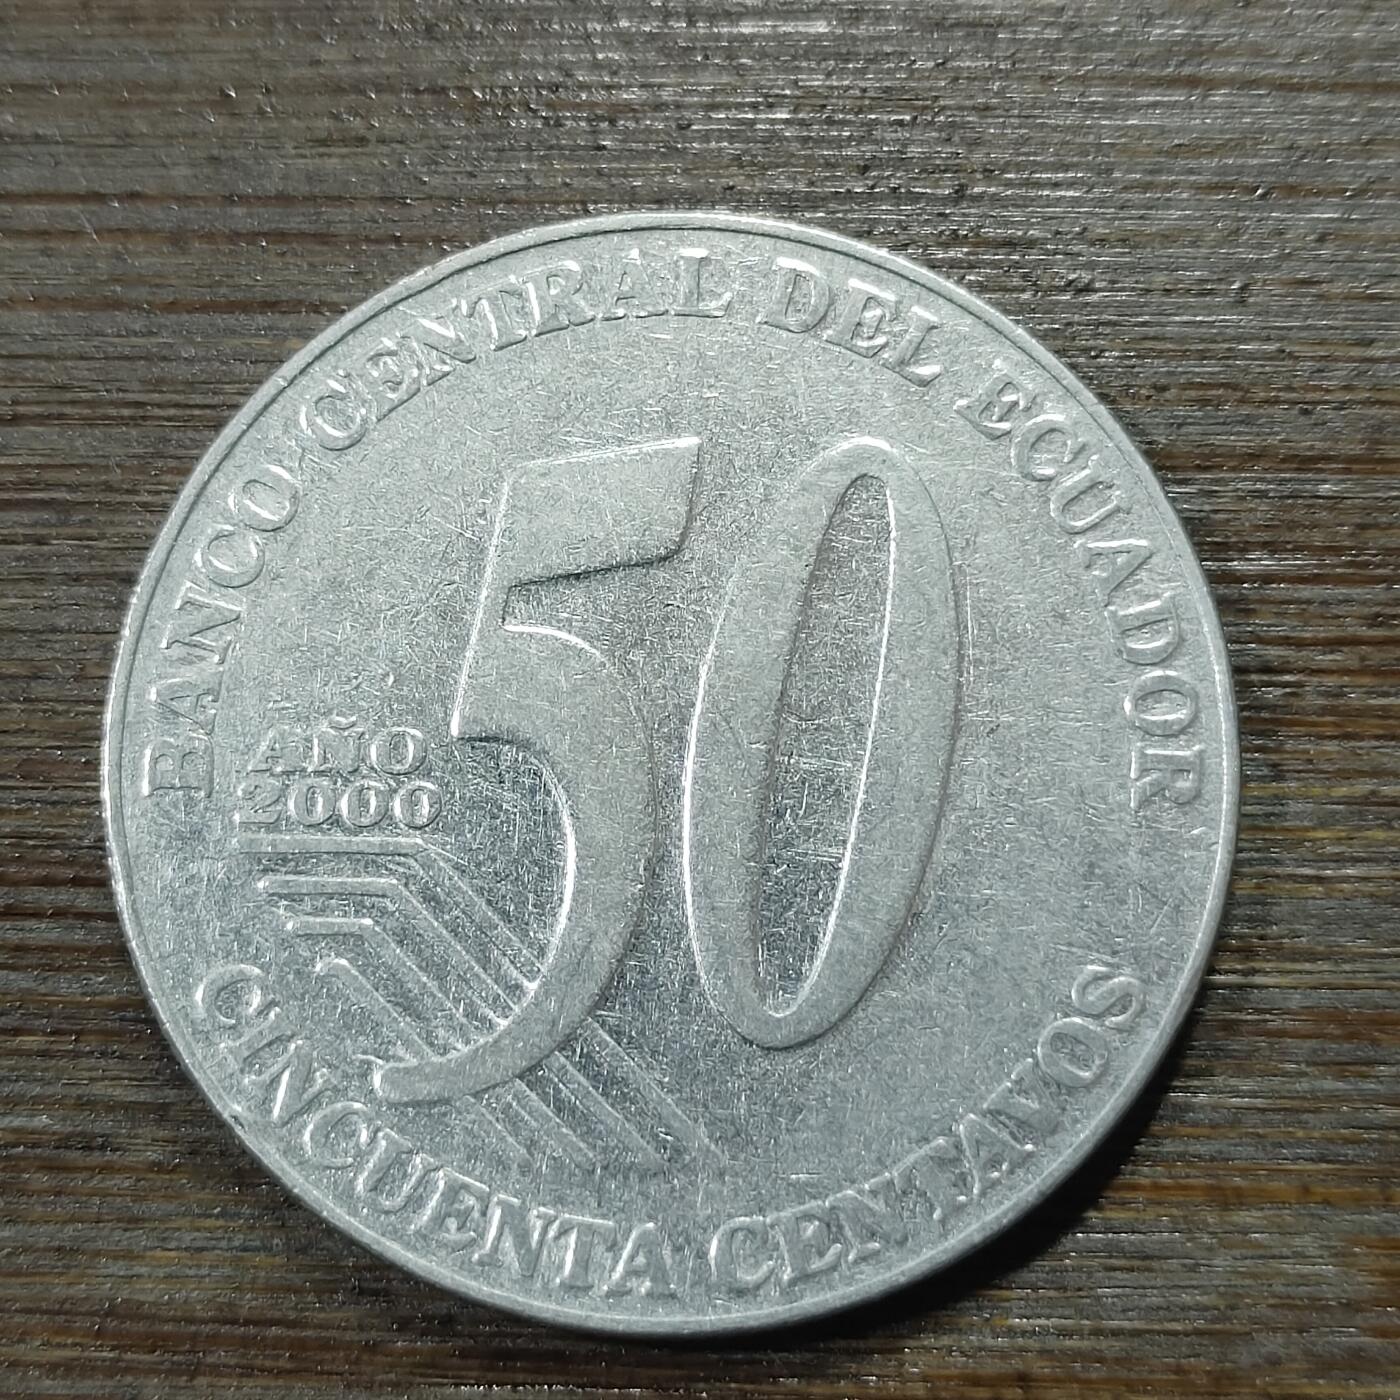 BANCO CENTRAL DEL ECUADOR
50
AÑO
2000
CINCUENTA CENTAVOS